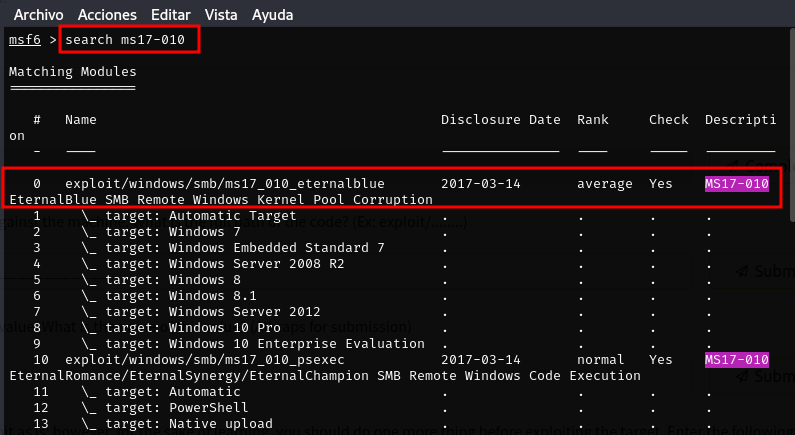 Archivo Acciones Editar Vista Ayuda
msf6 > search ms17-010
Matching Modules
================
# Name Disclosure Date Rank Check Descripti
on
- ---- --------------- ---- ----- ---------
0 exploit/windows/smb/ms17_010_eternalblue 2017-03-14 average Yes MS17-010
EternalBlue SMB Remote Windows Kernel Pool Corruption
1 \_ target: Automatic Target . . . .
2 \_ target: Windows 7 . . . .
3 \_ target: Windows Embedded Standard 7 . . . .
4 \_ target: Windows Server 2008 R2 . . . .
5 \_ target: Windows 8 . . . .
6 \_ target: Windows 8.1 . . . .
7 \_ target: Windows Server 2012 . . . .
8 \_ target: Windows 10 Pro . . . .
9 \_ target: Windows 10 Enterprise Evaluation . . . .
10 exploit/windows/smb/ms17_010_psexec 2017-03-14 normal Yes MS17-010
EternalRomance/EternalSynergy/EternalChampion SMB Remote Windows Code Execution
11 \_ target: Automatic . . . .
12 \_ target: PowerShell . . . .
13 \_ target: Native upload . . . .